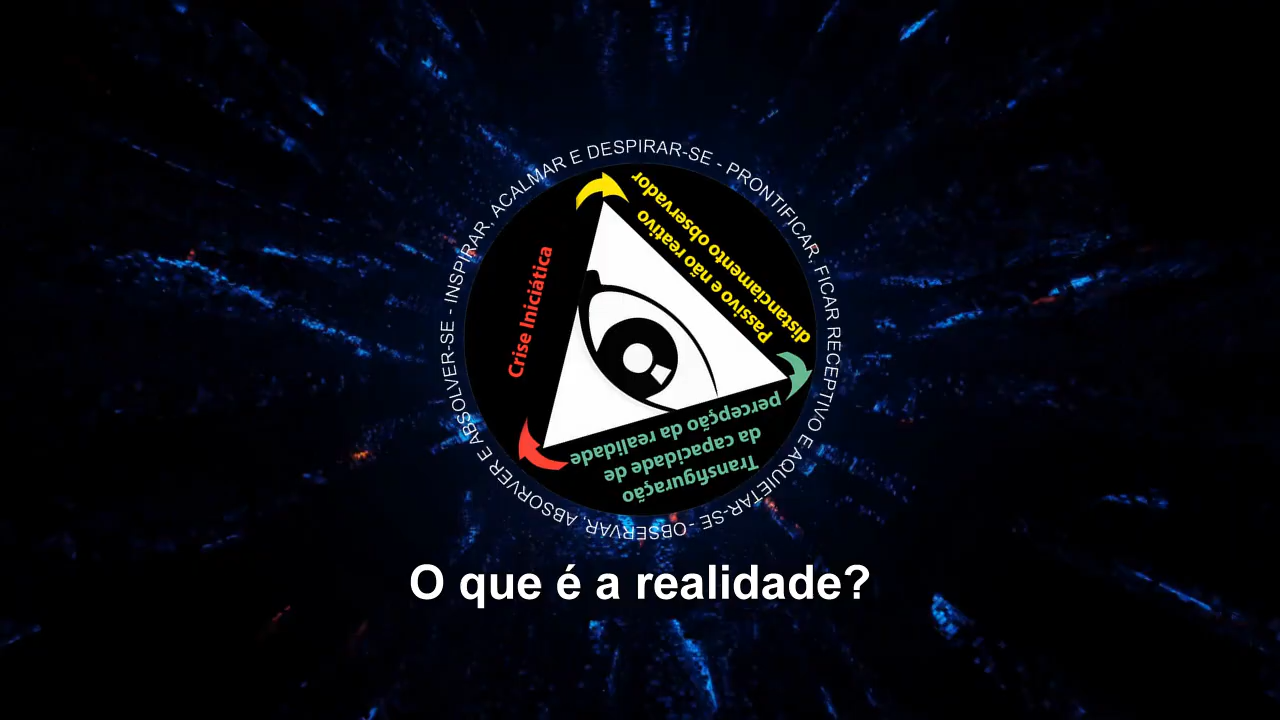 INSPIRAR, ACALMAR E DESPIRAR-SE - PRONTIFICAR, FICAR RECEPTIVO E AQUIETAR-SE - OBSERVAR, ABSORVER E ABSOLVER-SE -
Crise Iniciática
Passivo e não reativo
distanciamento observador
Transfiguração
da capacidade de
percepção da realidade
O que é a realidade?